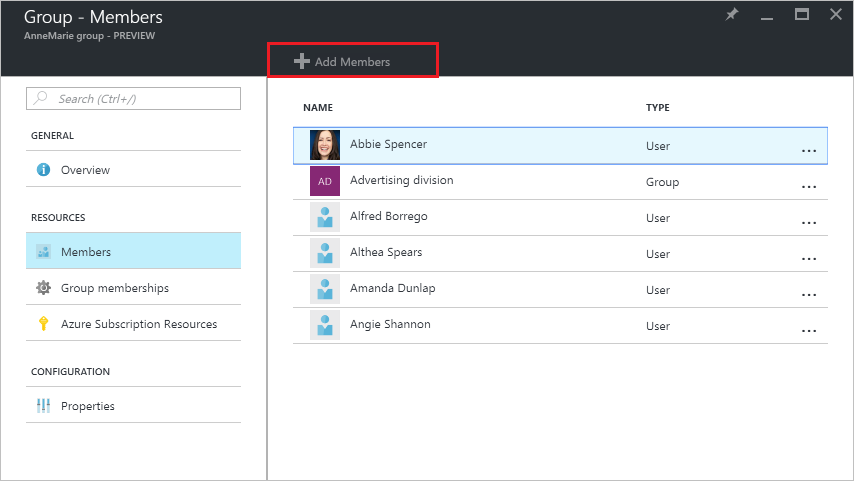 Group - Members
AnneMarie group - PREVIEW
Add Members
Search (Ctrl+/)
GENERAL
Overview
RESOURCES
Members
Group memberships
Azure Subscription Resources
CONFIGURATION
Properties
NAME TYPE
Abbie Spencer User ...
AD Advertising division Group ...
Alfred Borrego User ...
Althea Spears User ...
Amanda Dunlap User ...
Angie Shannon User ...